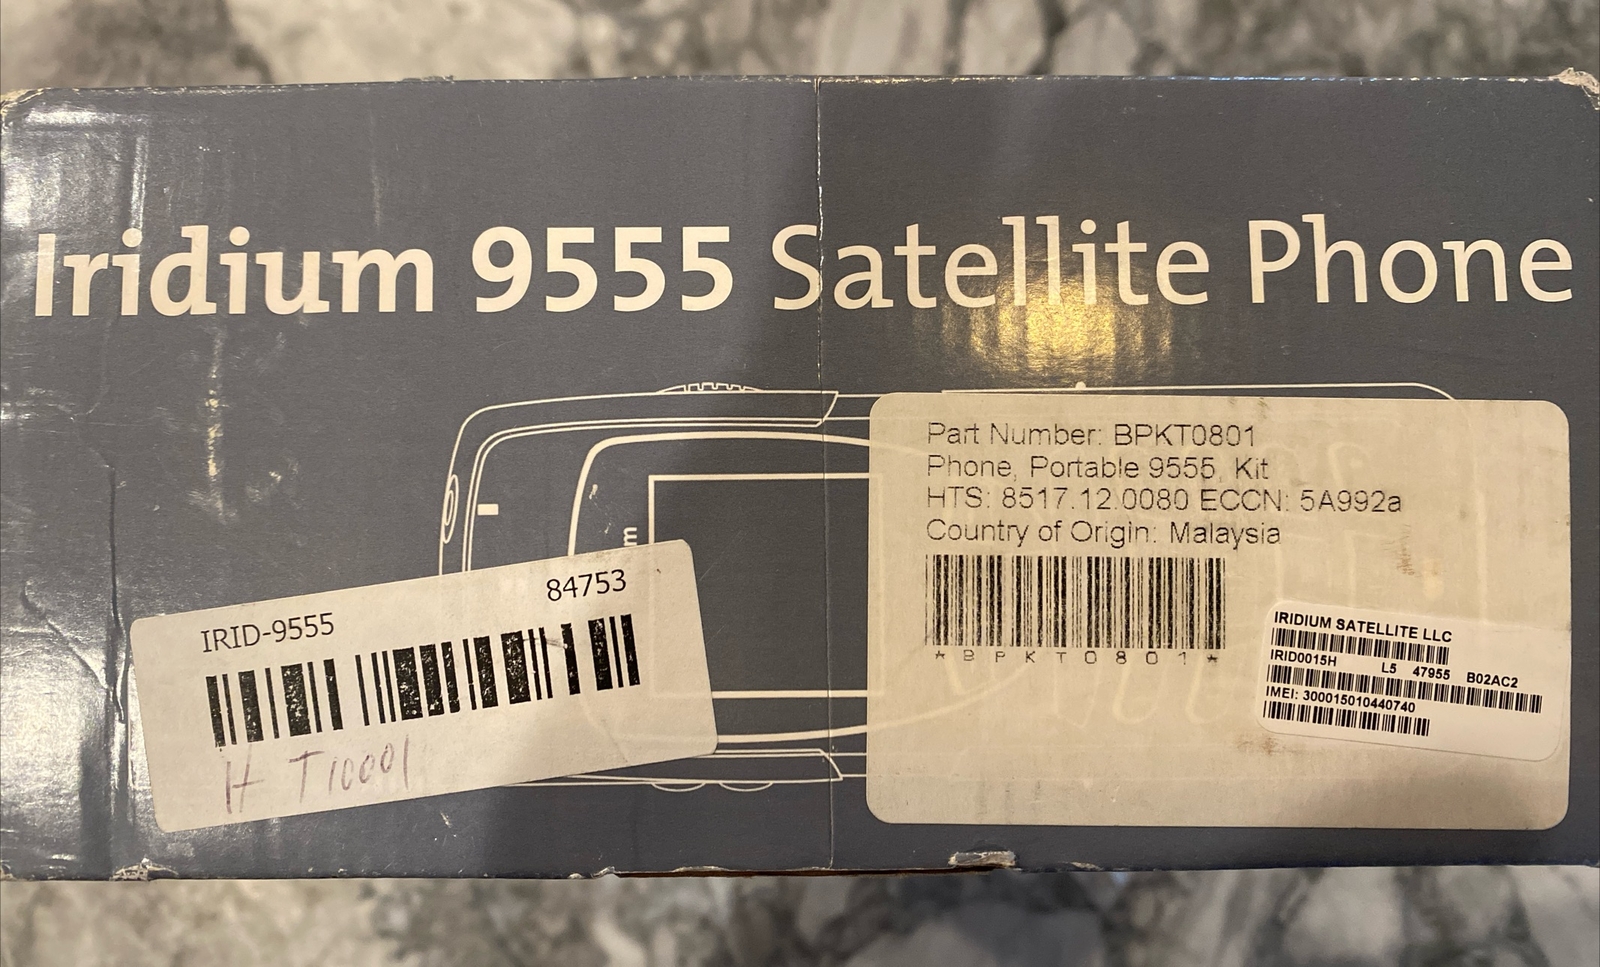 Iridium 9555 Satellite Phone
Part Number: BPKT0801
Phone, Portable 9555, Kit
HTS: 8517.12.0080 ECCN: 5A992a
Country of Origin: Malaysia
*BPKT0801*
IRIDIUM SATELLITE LLC
IRID0015H L5 47955 B02AC2
IMEI: 300015010440740
IRID-9555 84753
H T10001